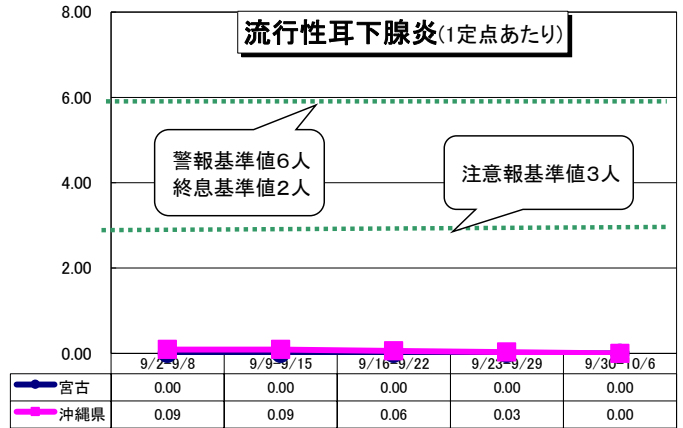 流行性耳下腺炎(1定点あたり)
8.00
6.00
4.00
2.00
0.00
警報基準値6人
終息基準値2人
注意報基準値3人
9/2-9/8 9/9-9/15 9/16-9/22 9/23-9/29 9/30-10/6
宮古 0.00 0.00 0.00 0.00 0.00
沖縄県 0.09 0.09 0.06 0.03 0.00